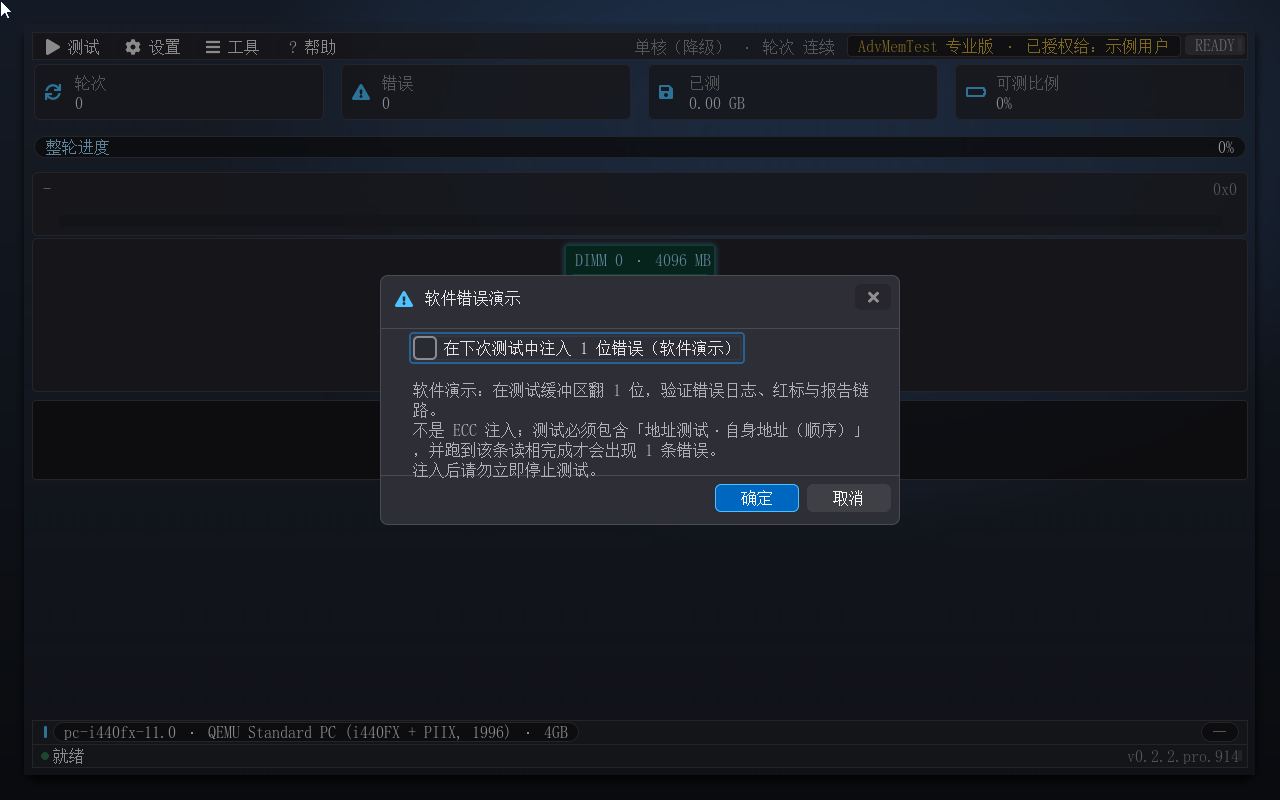 测试 设置 工具 ? 帮助 单核（降级） · 轮次 连续 AdvMemTest 专业版 · 已授权给: 示例用户 READY
轮次 错误 已测 可测比例
0 0 0.00 GB 0%
整轮进度 0%
— 0x0
DIMM 0 · 4096 MB
软件错误演示
在下次测试中注入 1 位错误（软件演示）
软件演示: 在测试缓冲区翻 1 位, 验证错误日志、红标与报告链
路。
不是 ECC 注入; 测试必须包含「地址测试·自身地址（顺序）」
, 并跑到该条读相完成才会出现 1 条错误。
注入后请勿立即停止测试。
确定 取消
pc-i440fx-11.0 · QEMU Standard PC (i440FX + PIIX, 1996) · 4GB —
就绪 v0.2.2.pro.914